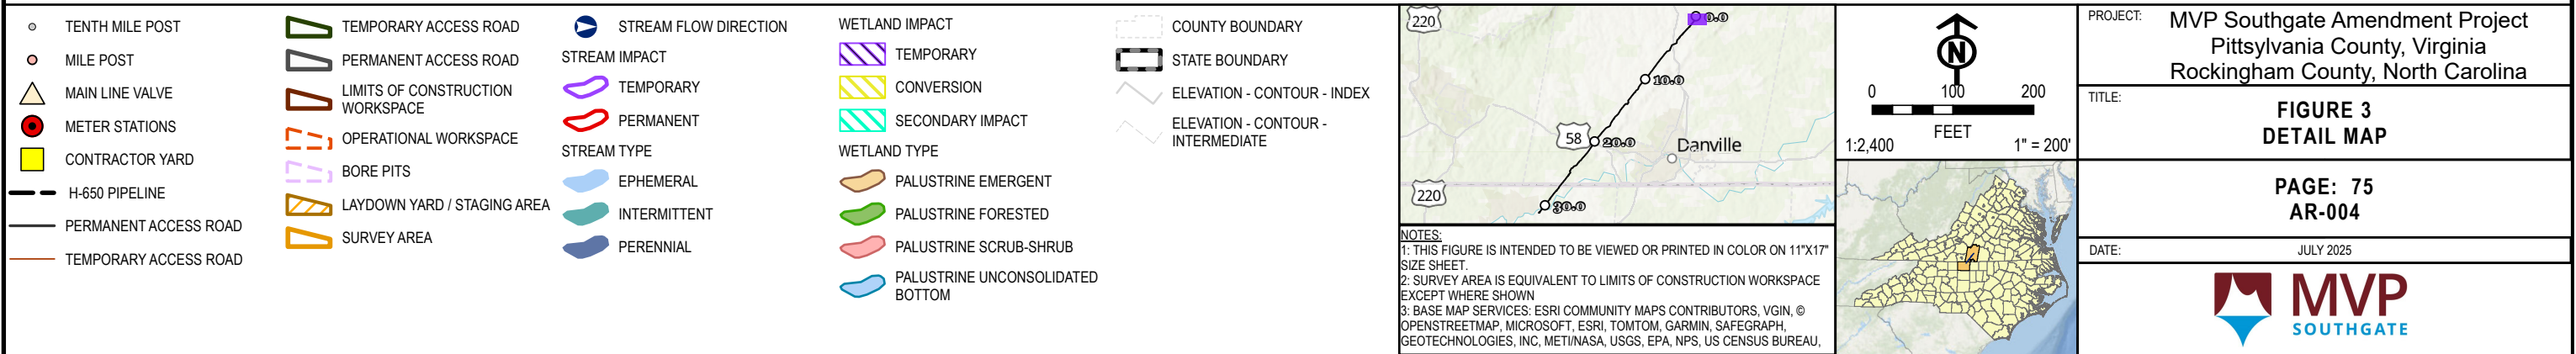 TENTH MILE POST
MILE POST
MAIN LINE VALVE
METER STATIONS
CONTRACTOR YARD
H-650 PIPELINE
PERMANENT ACCESS ROAD
TEMPORARY ACCESS ROAD
TEMPORARY ACCESS ROAD
PERMANENT ACCESS ROAD
LIMITS OF CONSTRUCTION
WORKSPACE
OPERATIONAL WORKSPACE
BORE PITS
LAYDOWN YARD / STAGING AREA
SURVEY AREA
STREAM FLOW DIRECTION
STREAM IMPACT
TEMPORARY
PERMANENT
STREAM TYPE
EPHEMERAL
INTERMITTENT
PERENNIAL
WETLAND IMPACT
TEMPORARY
CONVERSION
SECONDARY IMPACT
WETLAND TYPE
PALUSTRINE EMERGENT
PALUSTRINE FORESTED
PALUSTRINE SCRUB-SHRUB
PALUSTRINE UNCONSOLIDATED
BOTTOM
COUNTY BOUNDARY
STATE BOUNDARY
ELEVATION - CONTOUR - INDEX
ELEVATION - CONTOUR -
INTERMEDIATE
220
0.0
10.0
58
20.0
Danville
220
30.0
NOTES:
1: THIS FIGURE IS INTENDED TO BE VIEWED OR PRINTED IN COLOR ON 11"X17"
SIZE SHEET.
2: SURVEY AREA IS EQUIVALENT TO LIMITS OF CONSTRUCTION WORKSPACE
EXCEPT WHERE SHOWN
3: BASE MAP SERVICES: ESRI COMMUNITY MAPS CONTRIBUTORS, VGIN, ©
OPENSTREETMAP, MICROSOFT, ESRI, TOMTOM, GARMIN, SAFEGRAPH,
GEOTECHNOLOGIES, INC, METI/NASA, USGS, EPA, NPS, US CENSUS BUREAU,
N
0 100 200
FEET
1:2,400 1" = 200'
PROJECT: MVP Southgate Amendment Project
Pittsylvania County, Virginia
Rockingham County, North Carolina
TITLE:
FIGURE 3
DETAIL MAP
PAGE: 75
AR-004
DATE: JULY 2025
MVP
SOUTHGATE